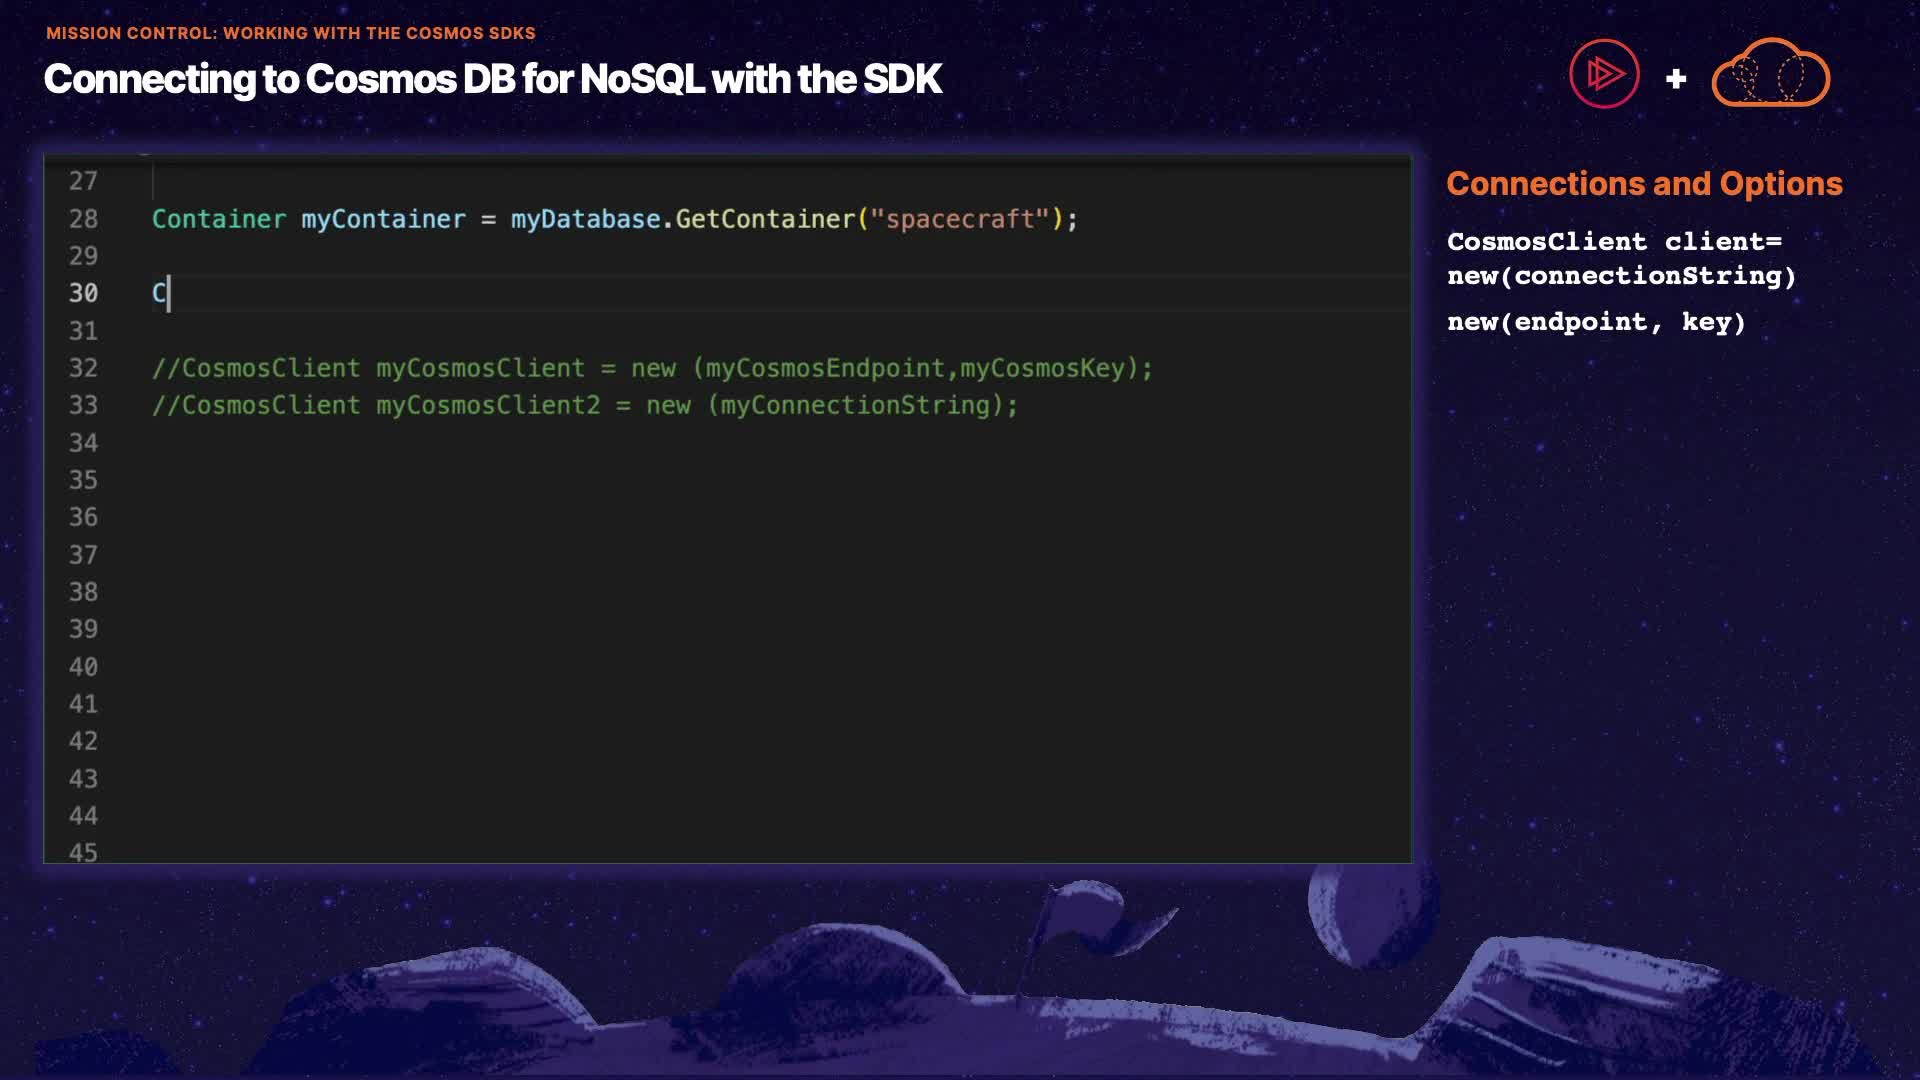 MISSION CONTROL: WORKING WITH THE COSMOS SDKS
Connecting to Cosmos DB for NoSQL with the SDK
+
27
28 Container myContainer = myDatabase.GetContainer("spacecraft");
29
30 C
31
32 //CosmosClient myCosmosClient = new (myCosmosEndpoint,myCosmosKey);
33 //CosmosClient myCosmosClient2 = new (myConnectionString);
34
35
36
37
38
39
40
41
42
43
44
45
Connections and Options
CosmosClient client=
new(connectionString)
new(endpoint, key)